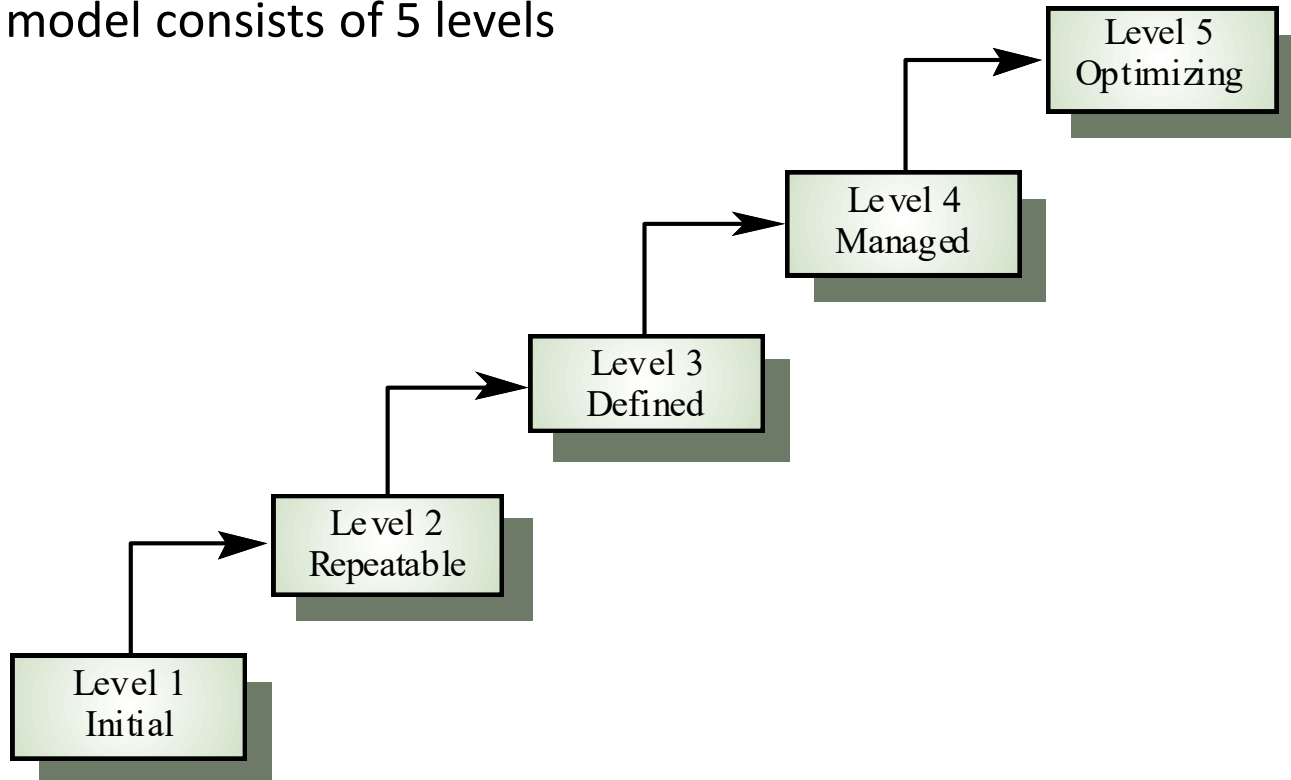 model consists of 5 levels
Level 5
Optimizing
Level 4
Managed
Level 3
Defined
Level 2
Repeatable
Level 1
Initial